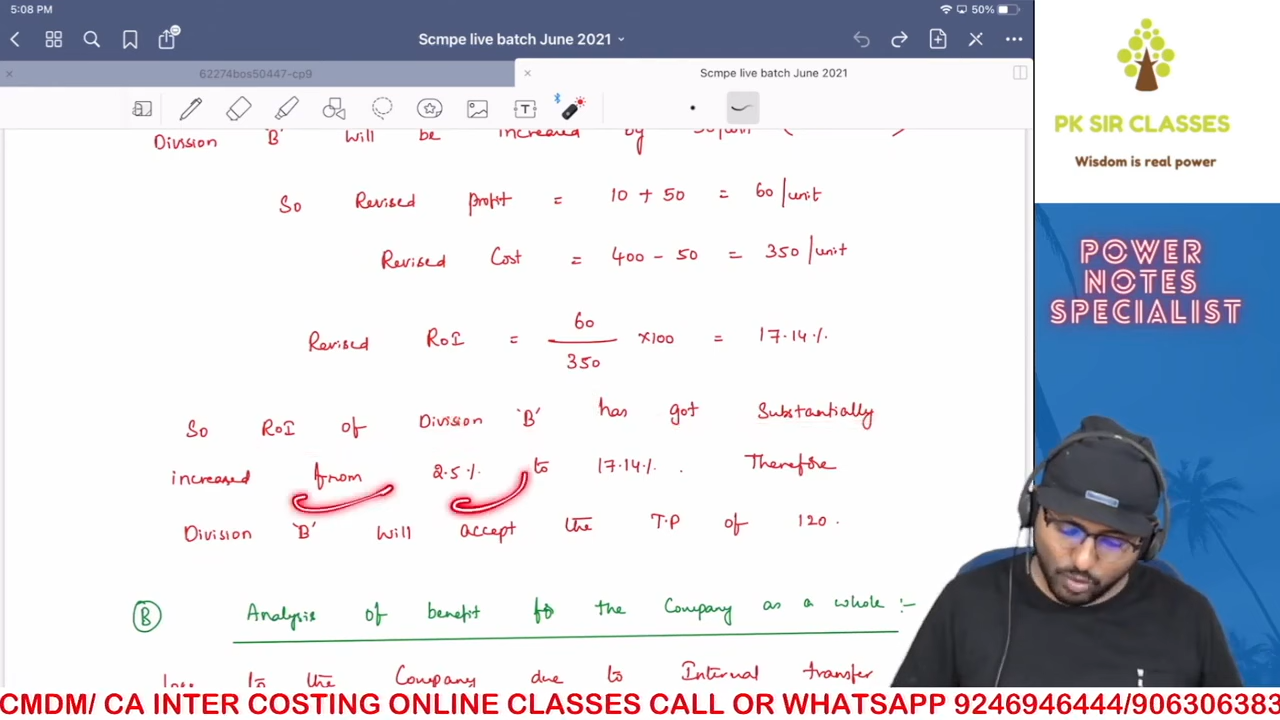 5:08 PM
50%
Scmpe live batch June 2021
62274bos50447-cp9
Scmpe live batch June 2021
Division 'B' will be increased by
So Revised profit = 10 + 50 = 60/unit
Revised Cost = 400 - 50 = 350/unit
Revised RoI = 60/350 ×100 = 17.14%
So RoI of Division 'B' has got Substantially
increased from 2.5% to 17.14%. Therefore
Division 'B' will accept the T.P of 120.
B Analysis of benefit for the Company as a whole :-
to the Company due to Internal transfer
PK SIR CLASSES
Wisdom is real power
POWER
NOTES
SPECIALIST
CMDM/ CA INTER COSTING ONLINE CLASSES CALL OR WHATSAPP 9246946444/906306383